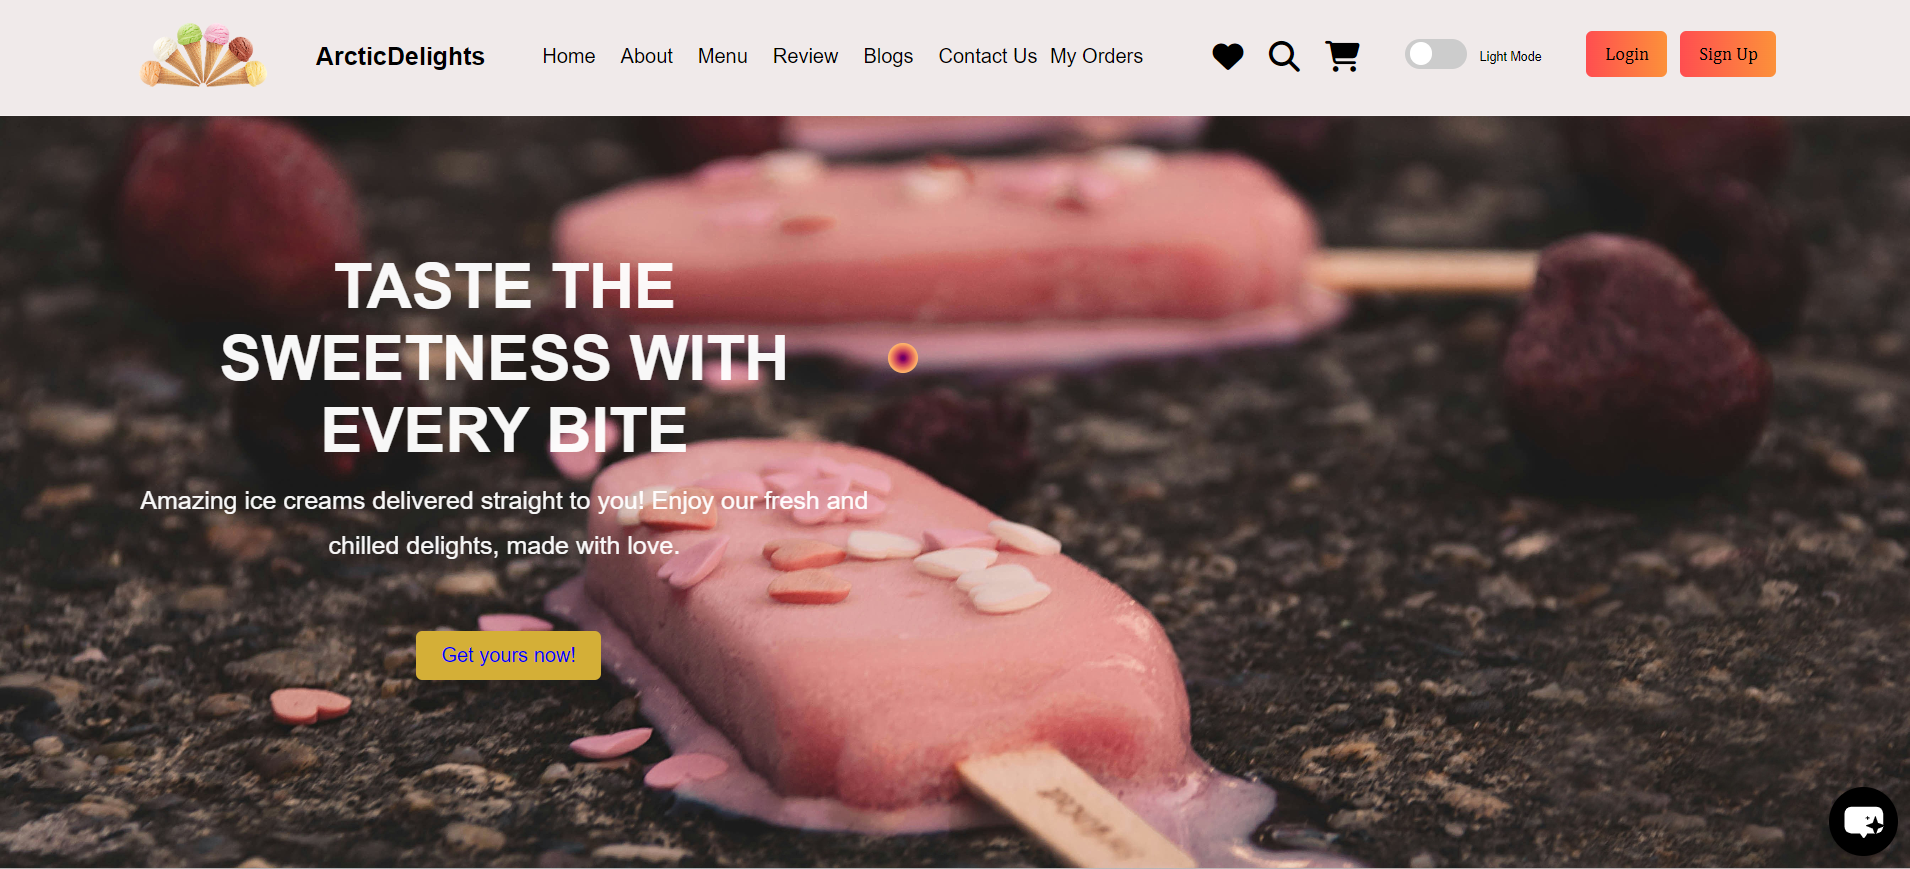 ArcticDelights
Home About Menu Review Blogs Contact Us My Orders
Light Mode
Login
Sign Up
TASTE THE
SWEETNESS WITH
EVERY BITE
Amazing ice creams delivered straight to you! Enjoy our fresh and
chilled delights, made with love.
Get yours now!